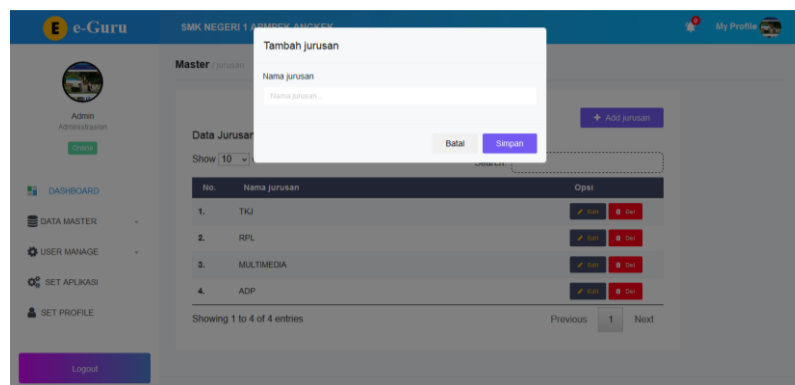 E e-Guru
SMK NEGERI 1 AMPEK ANGKEK
My Profile
Tambah jurusan
Nama jurusan
Nama jurusan ..
Batal
Simpan
Master / jurusan
Admin
Administrasian
Online
+ Add jurusan
Data Jurusan
Show 10
Search:
No. Nama jurusan Opsi
1. TKJ Edit Del
2. RPL Edit Del
3. MULTIMEDIA Edit Del
4. ADP Edit Del
Showing 1 to 4 of 4 entries
Previous 1 Next
DASHBOARD
DATA MASTER
USER MANAGE
SET APLIKASI
SET PROFILE
Logout